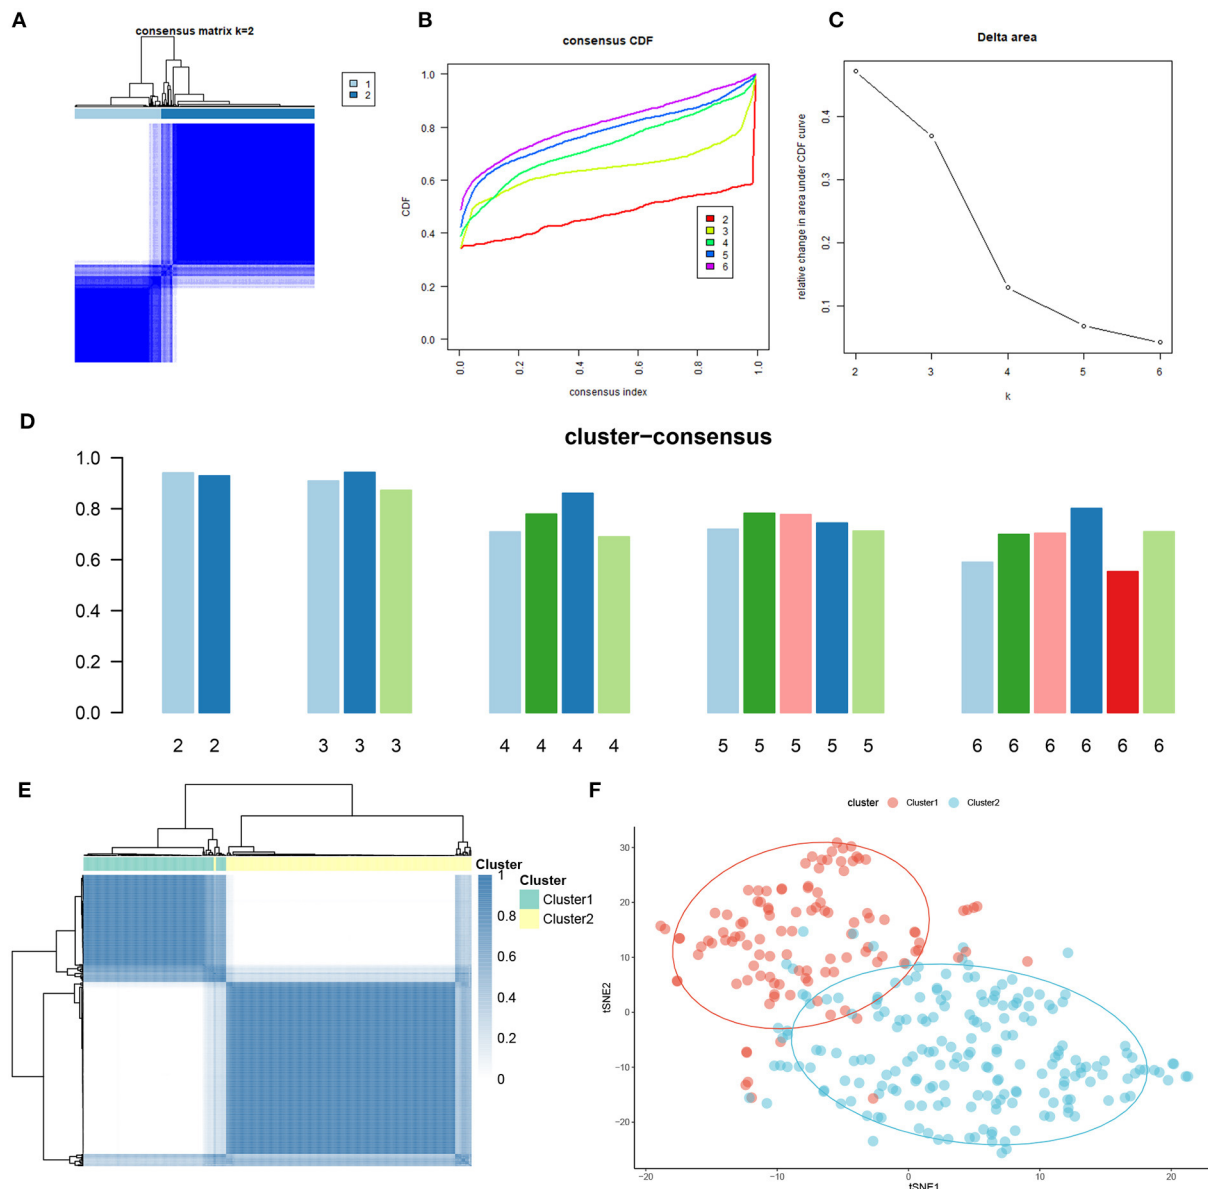 A
consensus matrix k=2
1
2
B
consensus CDF
1.0
0.8
0.6
0.4
0.2
0.0
CDF
2
3
4
5
6
0.0
0.2
0.4
0.6
0.8
1.0
consensus index
C
Delta area
relative change in area under CDF curve
0.4
0.3
0.2
0.1
2
3
4
5
6
k
D
cluster-consensus
1.0
0.8
0.6
0.4
0.2
0.0
2 2 3 3 3 4 4 4 4 5 5 5 5 5 6 6 6 6 6 6
E
Cluster
1
0.8
0.6
0.4
0.2
0
Cluster
Cluster1
Cluster2
F
cluster Cluster1 Cluster2
30
20
10
0
−10
−20
tSNE2
−20
−10
0
10
20
tSNE1